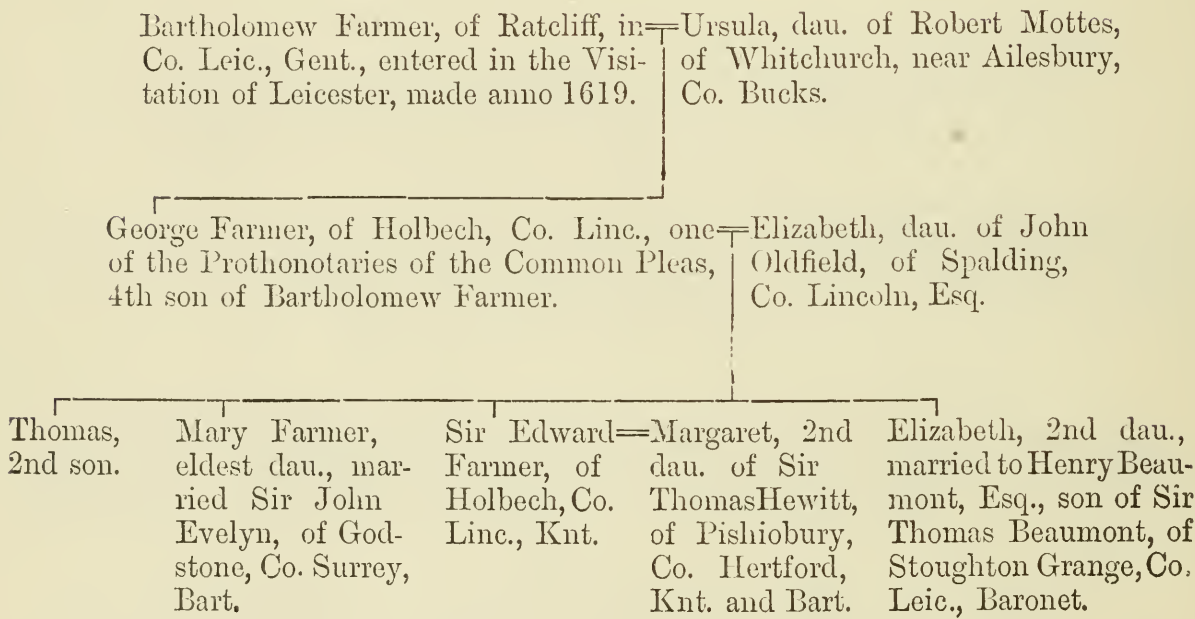 Bartholomew Farmer, of Ratcliff, in
Co. Leic., Gent., entered in the Visi-
tation of Leicester, made anno 1619.
Ursula, dau. of Robert Mottes,
of Whitchurch, near Ailesbury,
Co. Bucks.
George Farmer, of Holbech, Co. Linc., one
of the Prothonotaries of the Common Pleas,
4th son of Bartholomew Farmer.
Elizabeth, dau. of John
Oldfield, of Spalding,
Co. Lincoln, Esq.
Thomas,
2nd son.
Mary Farmer,
eldest dau., mar-
ried Sir John
Evelyn, of God-
stone, Co. Surrey,
Bart.
Sir Edward
Farmer, of
Holbech, Co.
Linc., Knt.
Margaret, 2nd
dau. of Sir
Thomas Hewitt,
of Pishiobury,
Co. Hertford,
Knt. and Bart.
Elizabeth, 2nd dau.,
married to Henry Beau-
mont, Esq., son of Sir
Thomas Beaumont, of
Stoughton Grange, Co.
Leic., Baronet.